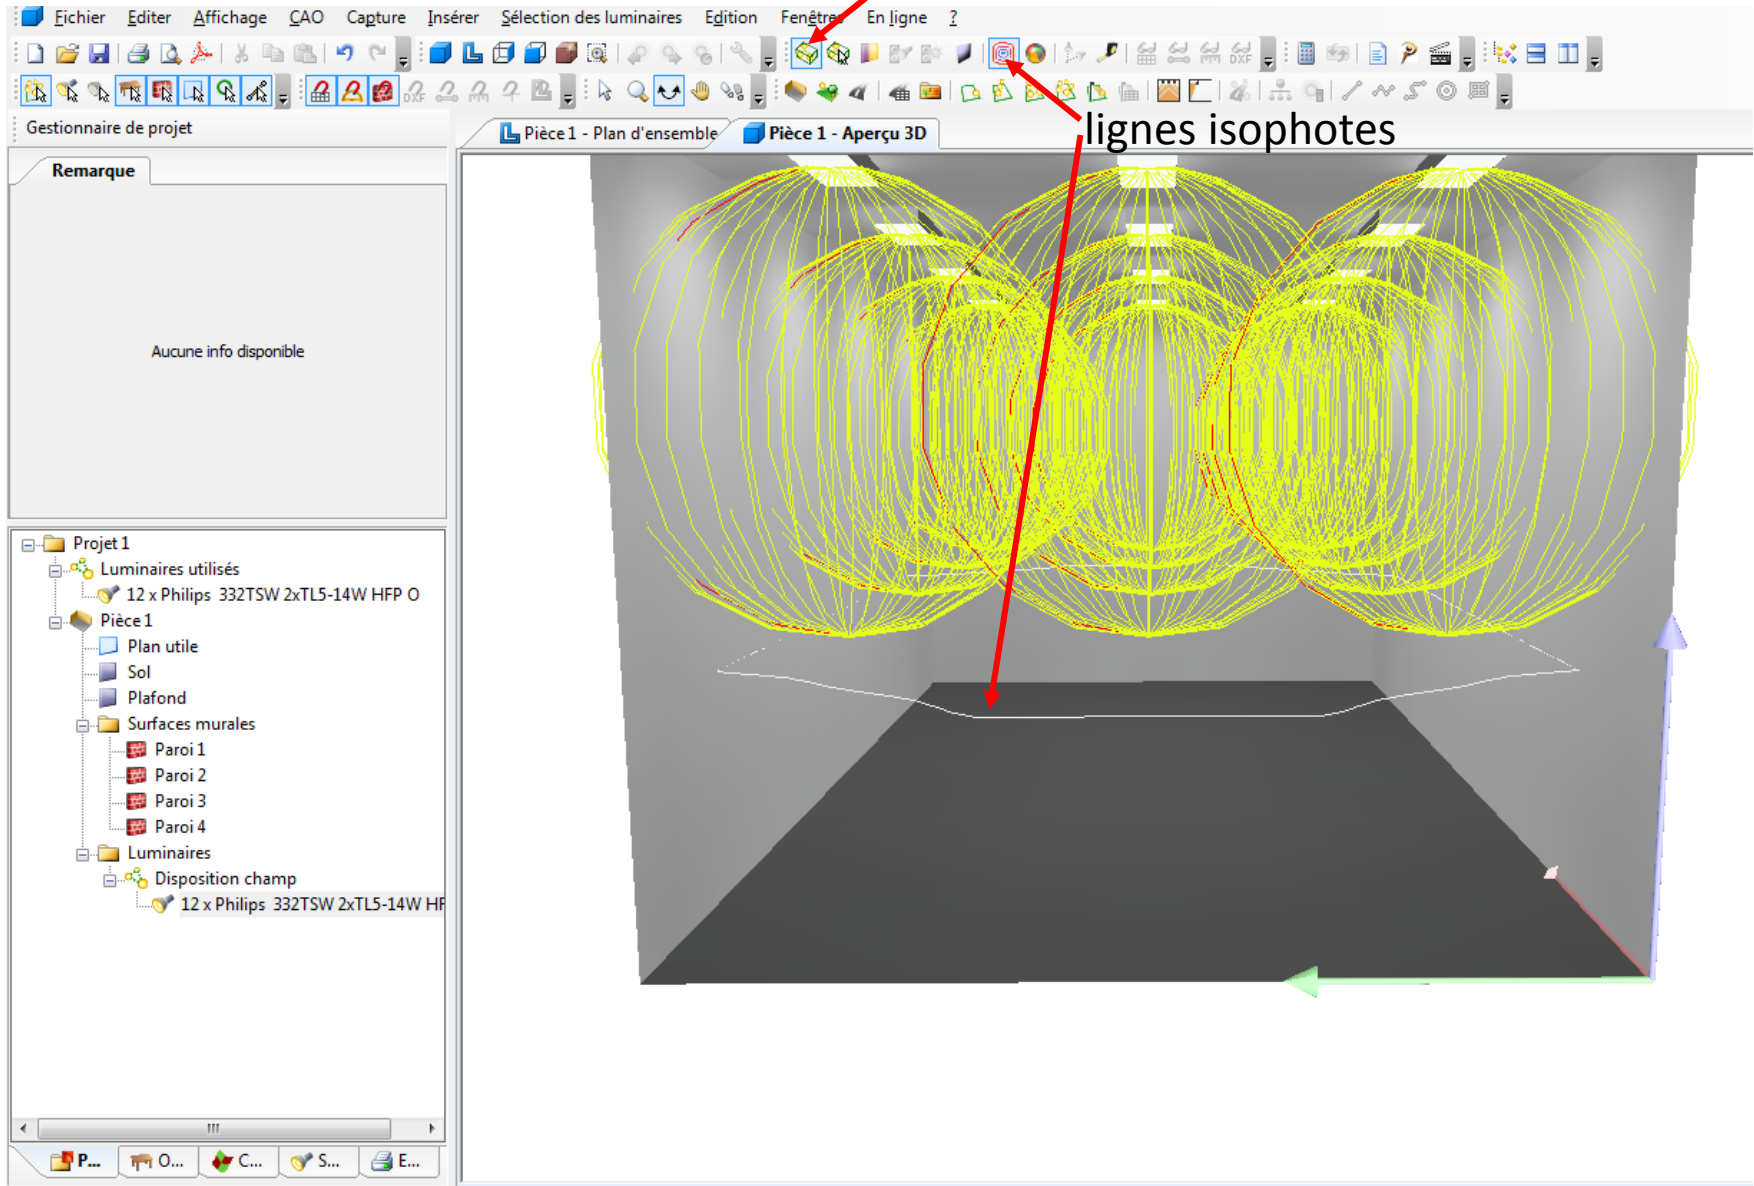 Fichier Editer Affichage CAO Capture Insérer Sélection des luminaires Edition Fenêtre En ligne ?
DXF
DXF
Gestionnaire de projet
Pièce 1 - Plan d'ensemble
Pièce 1 - Aperçu 3D
lignes isophotes
Remarque
Aucune info disponible
Projet 1
Luminaires utilisés
12 x Philips 332TSW 2xTL5-14W HFP O
Pièce 1
Plan utile
Sol
Plafond
Surfaces murales
Paroi 1
Paroi 2
Paroi 3
Paroi 4
Luminaires
Disposition champ
12 x Philips 332TSW 2xTL5-14W HF
P... O... C... S... E...